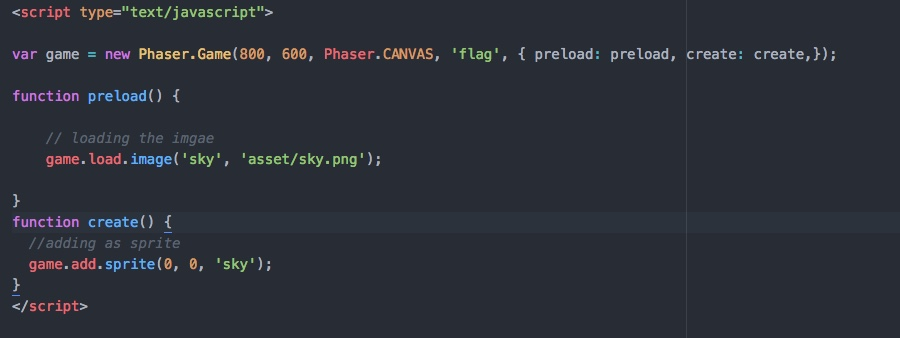 <script type="text/javascript">
var game = new Phaser.Game(800, 600, Phaser.CANVAS, 'flag', { preload: preload, create: create,});
function preload() {
// loading the imgae
game.load.image('sky', 'asset/sky.png');
}
function create() {
//adding as sprite
game.add.sprite(0, 0, 'sky');
}
</script>